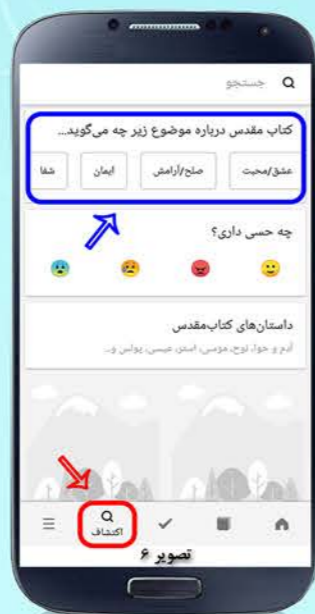 جستجو
کتاب مقدس درباره موضوع زیر چه می‌گوید...
عشق/محبت
صلح/آرامش
ایمان
شفا
چه حسی داری؟
داستان‌های کتاب‌مقدس
آدم و حوا، نوح، موسی، استر، عیسی، پولس و...
اکتشاف
تصویر ۶